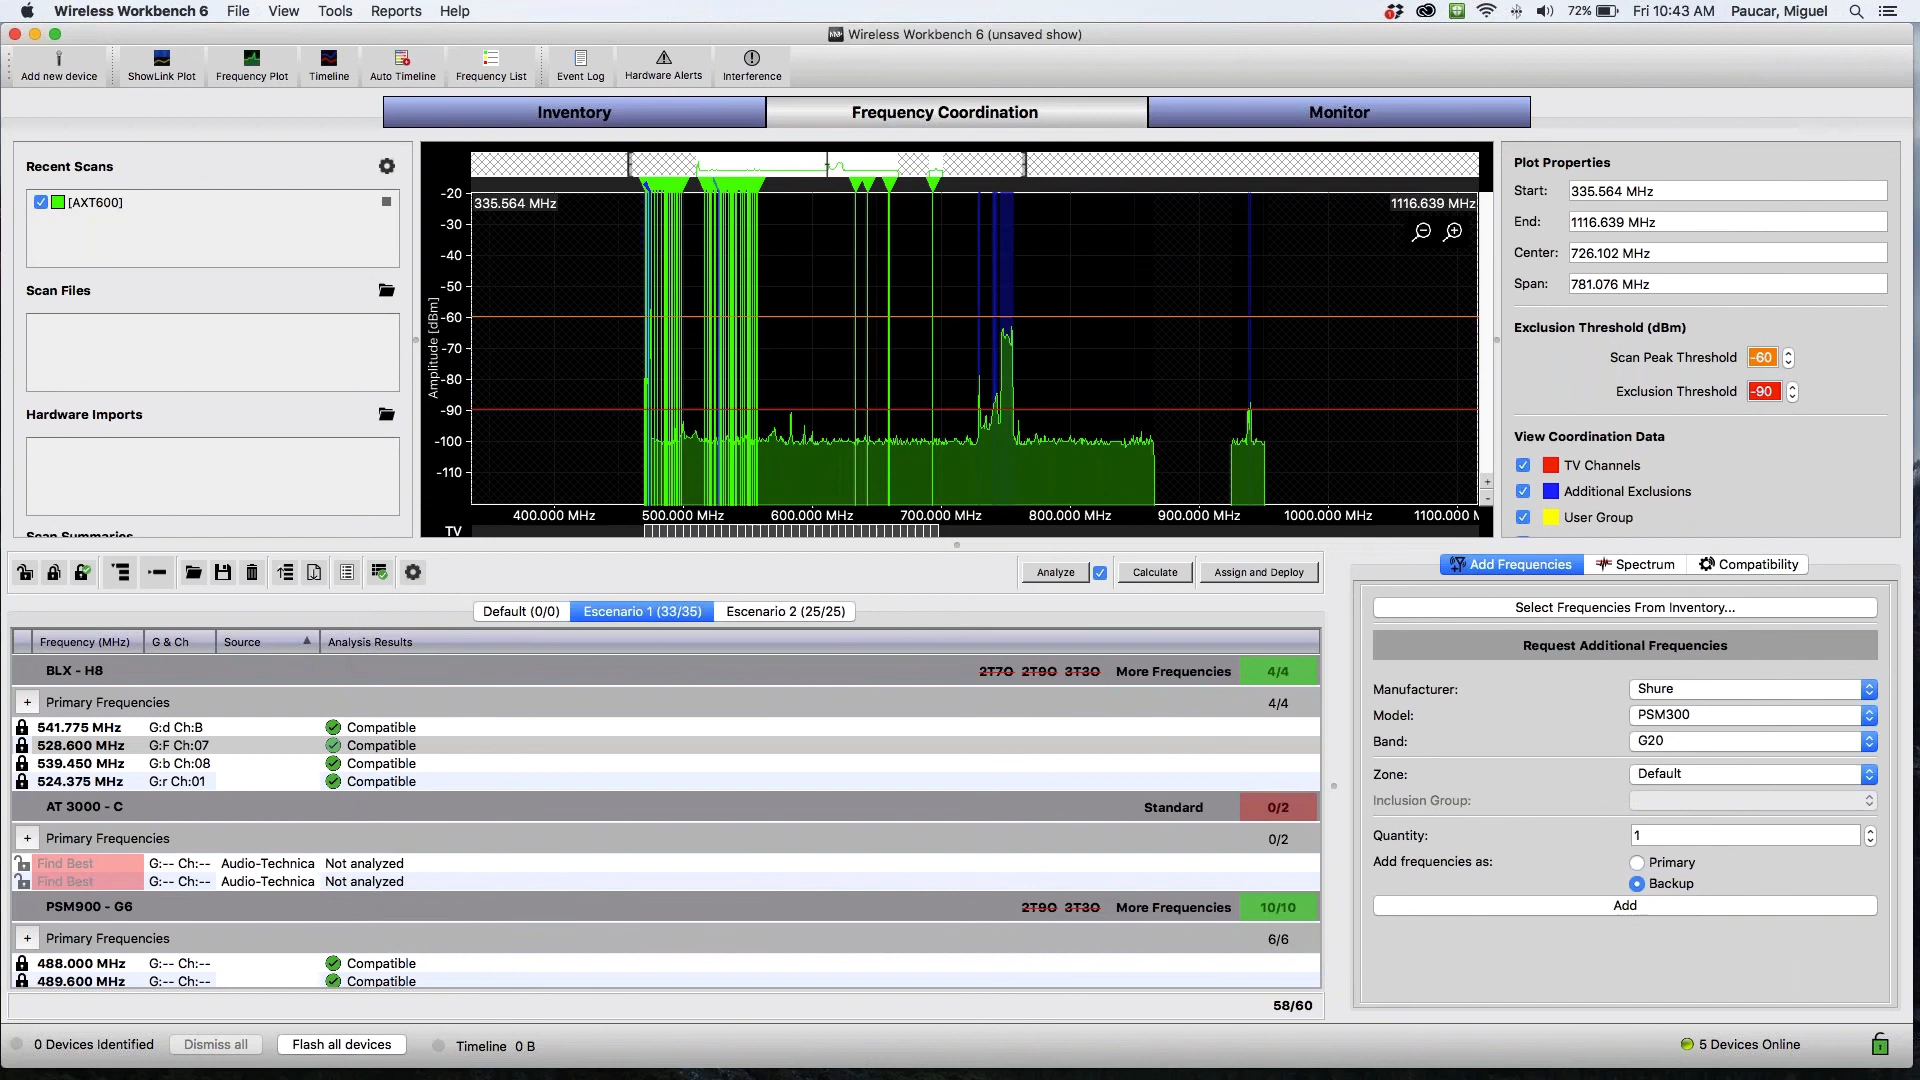 Wireless Workbench 6 File View Tools Reports Help 72% Fri 10:43 AM Paucar, Miguel
Wireless Workbench 6 (unsaved show)
Add new device ShowLink Plot Frequency Plot Timeline Auto Timeline Frequency List Event Log Hardware Alerts Interference
Inventory Frequency Coordination Monitor
Recent Scans
[AXT600]
Scan Files
Hardware Imports
Scan Summaries
335.564 MHz 1116.639 MHz
Amplitude [dBm]
-20
-30
-40
-50
-60
-70
-80
-90
-100
-110
400.000 MHz 500.000 MHz 600.000 MHz 700.000 MHz 800.000 MHz 900.000 MHz 1000.000 MHz 1100.000 M
TV
Plot Properties
Start: 335.564 MHz
End: 1116.639 MHz
Center: 726.102 MHz
Span: 781.076 MHz
Exclusion Threshold (dBm)
Scan Peak Threshold -60
Exclusion Threshold -90
View Coordination Data
TV Channels
Additional Exclusions
User Group
Analyze Calculate Assign and Deploy
Default (0/0) Escenario 1 (33/35) Escenario 2 (25/25)
Frequency (MHz) G & Ch Source Analysis Results
BLX - H8 2T7O 2T9O 3T3O More Frequencies 4/4
+ Primary Frequencies 4/4
541.775 MHz G:d Ch:B Compatible
528.600 MHz G:F Ch:07 Compatible
539.450 MHz G:b Ch:08 Compatible
524.375 MHz G:r Ch:01 Compatible
AT 3000 - C Standard 0/2
+ Primary Frequencies 0/2
Find Best G:-- Ch:-- Audio-Technica Not analyzed
Find Best G:-- Ch:-- Audio-Technica Not analyzed
PSM900 - G6 2T9O 3T3O More Frequencies 10/10
+ Primary Frequencies 6/6
488.000 MHz G:-- Ch:-- Compatible
489.600 MHz G:-- Ch:-- Compatible
58/60
Add Frequencies Spectrum Compatibility
Select Frequencies From Inventory...
Request Additional Frequencies
Manufacturer: Shure
Model: PSM300
Band: G20
Zone: Default
Inclusion Group:
Quantity: 1
Add frequencies as: Primary
Backup
Add
0 Devices Identified Dismiss all Flash all devices Timeline 0 B 5 Devices Online